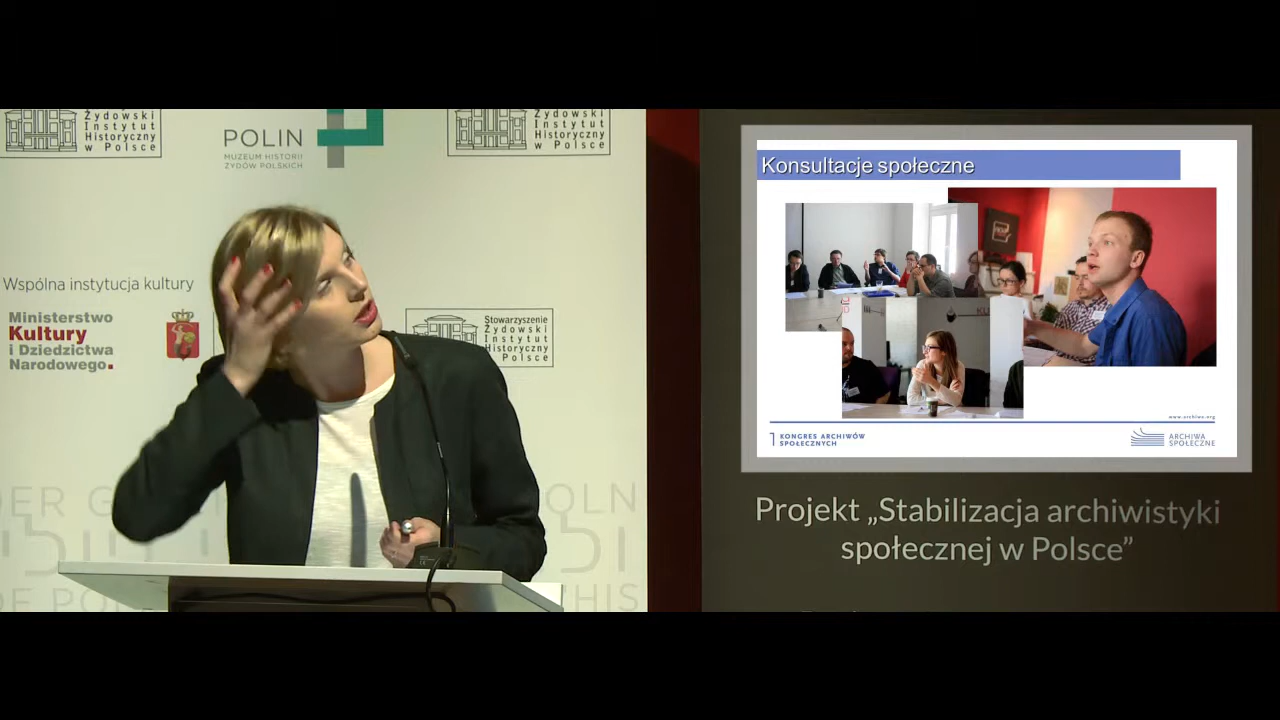 Żydowski
Instytut
Historyczny
w Polsce
POLIN
MUZEUM HISTORII
ŻYDÓW POLSKICH
Żydowski
Instytut
Historyczny
w Polsce
Wspólna instytucja kultury
Ministerstwo
Kultury
i Dziedzictwa
Narodowego.
Stowarzyszenie
Żydowski
Instytut
Historyczny
w Polsce
Konsultacje społeczne
www.archiwa.org
1 KONGRES ARCHIWÓW
SPOŁECZNYCH
ARCHIWA
SPOŁECZNE
Projekt „Stabilizacja archiwistyki
społecznej w Polsce”